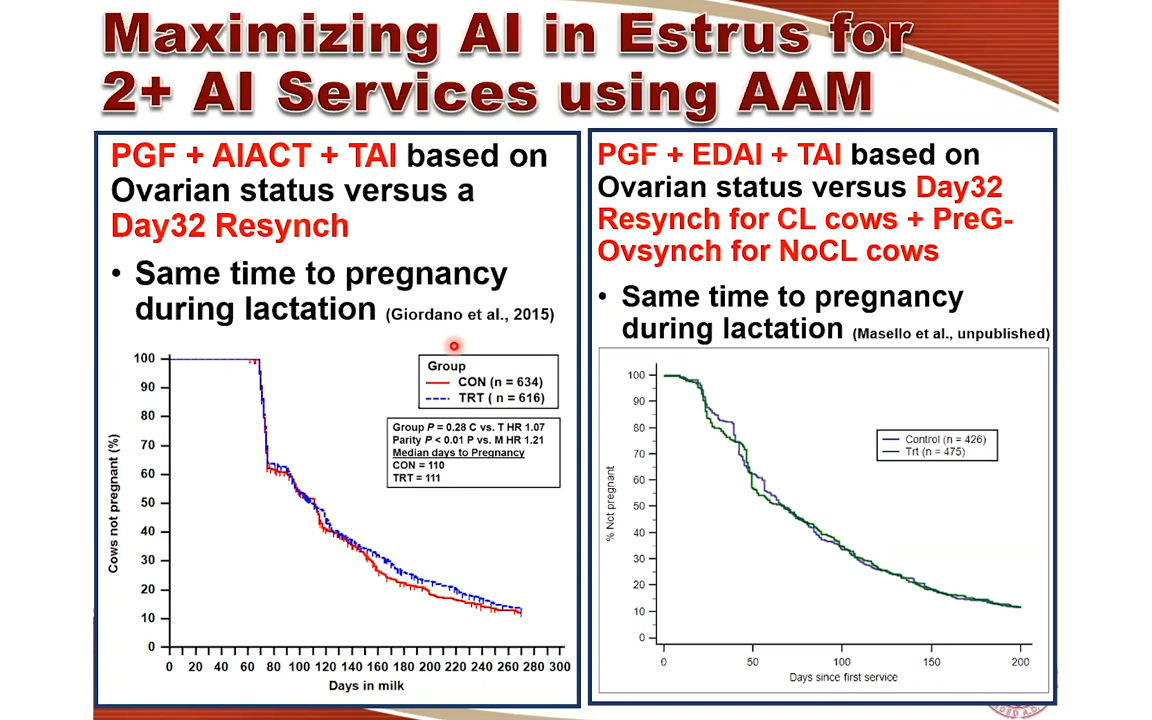 Maximizing AI in Estrus for
2+ AI Services using AAM
PGF + AIACT + TAI based on
Ovarian status versus a
Day32 Resynch
• Same time to pregnancy
during lactation (Giordano et al., 2015)
Group
CON (n = 634)
TRT ( n = 616)
Group P = 0.28 C vs. T HR 1.07
Parity P < 0.01 P vs. M HR 1.21
Median days to Pregnancy
CON = 110
TRT = 111
Cows not pregnant (%)
100
90
80
70
60
50
40
30
20
10
0
0 20 40 60 80 100 120 140 160 180 200 220 240 260 280 300
Days in milk
PGF + EDAI + TAI based on
Ovarian status versus Day32
Resynch for CL cows + PreG-
Ovsynch for NoCL cows
• Same time to pregnancy
during lactation (Masello et al., unpublished)
Control (n = 426)
Trt (n = 475)
% Not pregnant
100
90
80
70
60
50
40
30
20
10
0
0 50 100 150 200
Days since first service